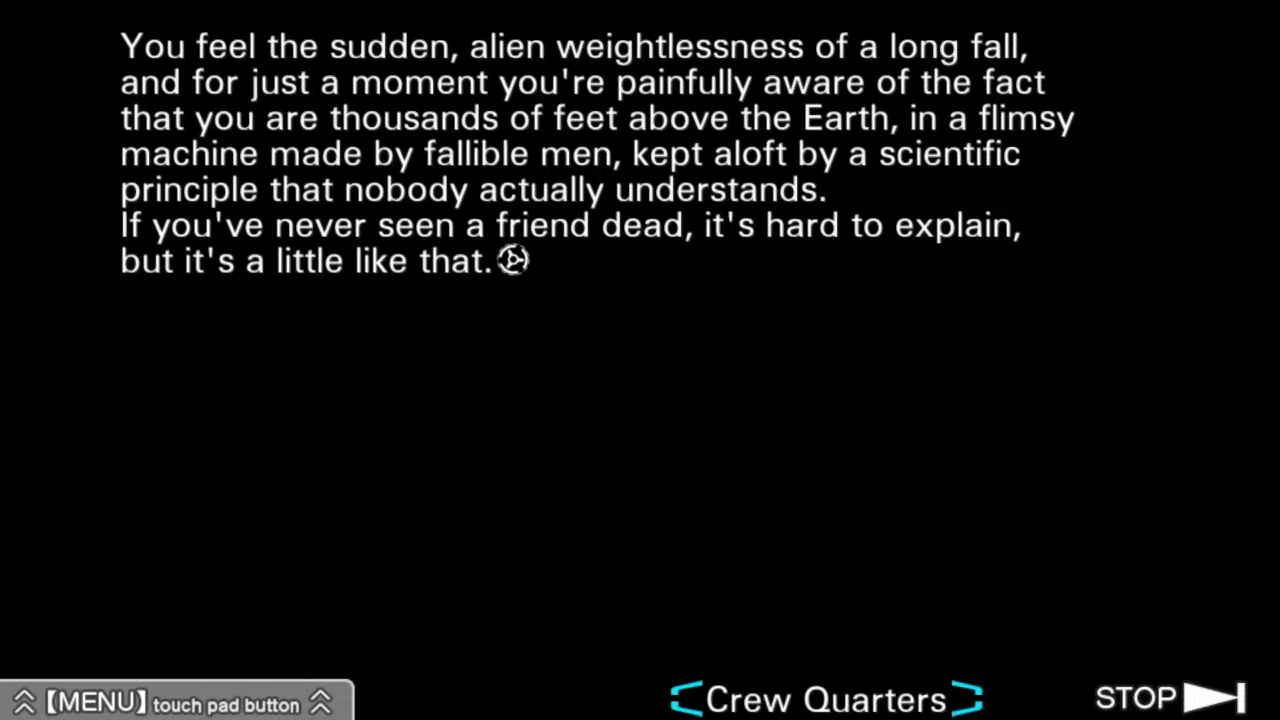 You feel the sudden, alien weightlessness of a long fall,
and for just a moment you're painfully aware of the fact
that you are thousands of feet above the Earth, in a flimsy
machine made by fallible men, kept aloft by a scientific
principle that nobody actually understands.
If you've never seen a friend dead, it's hard to explain,
but it's a little like that.
【MENU】 touch pad button
Crew Quarters
STOP